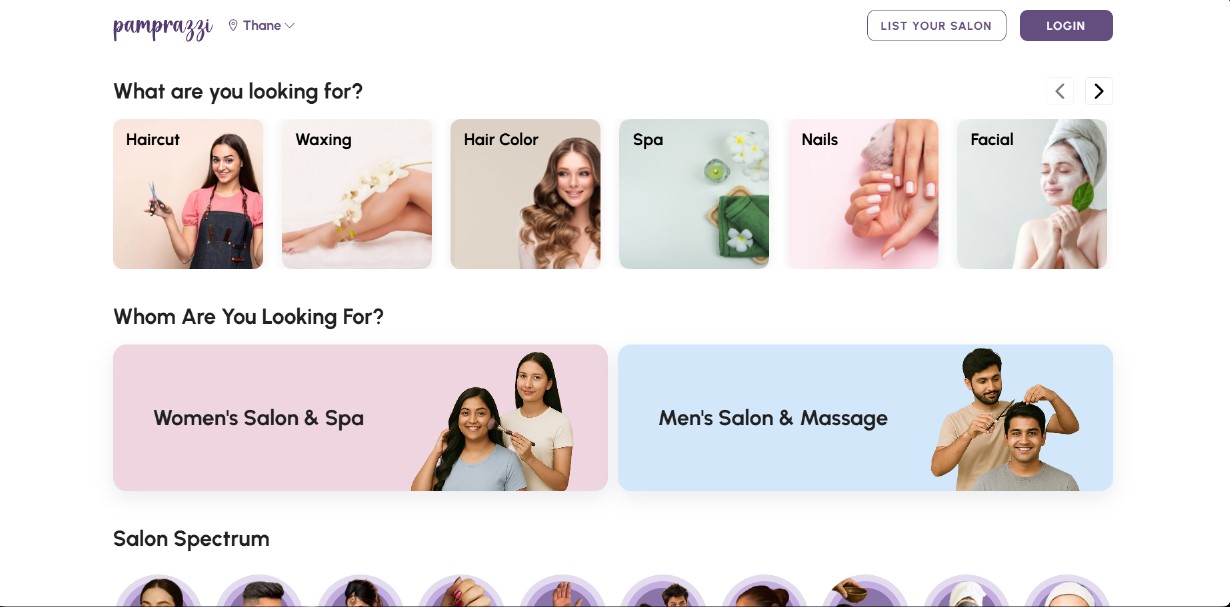 pamprazzi
Thane
LIST YOUR SALON
LOGIN
What are you looking for?
Haircut
Waxing
Hair Color
Spa
Nails
Facial
Whom Are You Looking For?
Women's Salon & Spa
Men's Salon & Massage
Salon Spectrum